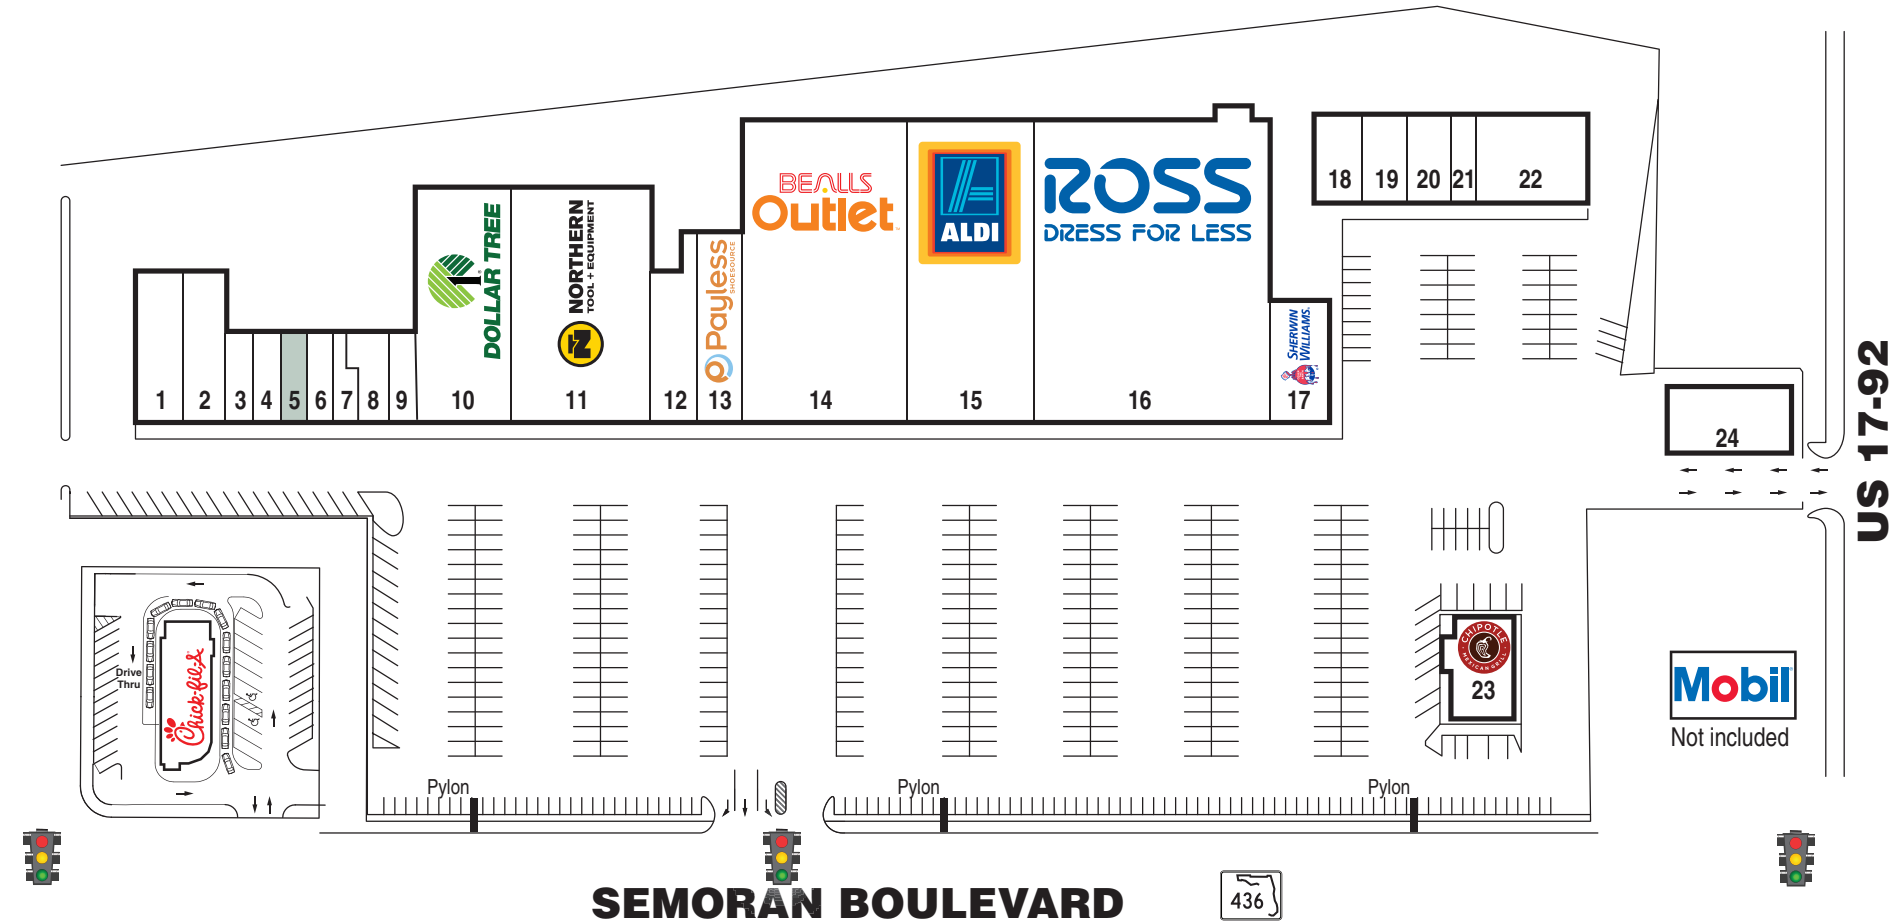 18 19 20 21 22
BEALLS
Outlet
ALDI
ROSS
DRESS FOR LESS
DOLLAR TREE
1
NORTHERN
TOOL + EQUIPMENT
N
Payless
SHOESOURCE
SHERWIN
WILLIAMS.
1 2 3 4 5 6 7 8 9 10 11 12 13 14 15 16 17
24
US 17-92
Drive
Thru
Chick-fil-A
CHIPOTLE
MEXICAN GRILL
23
Mobil
Not included
Pylon Pylon Pylon
SEMORAN BOULEVARD
436